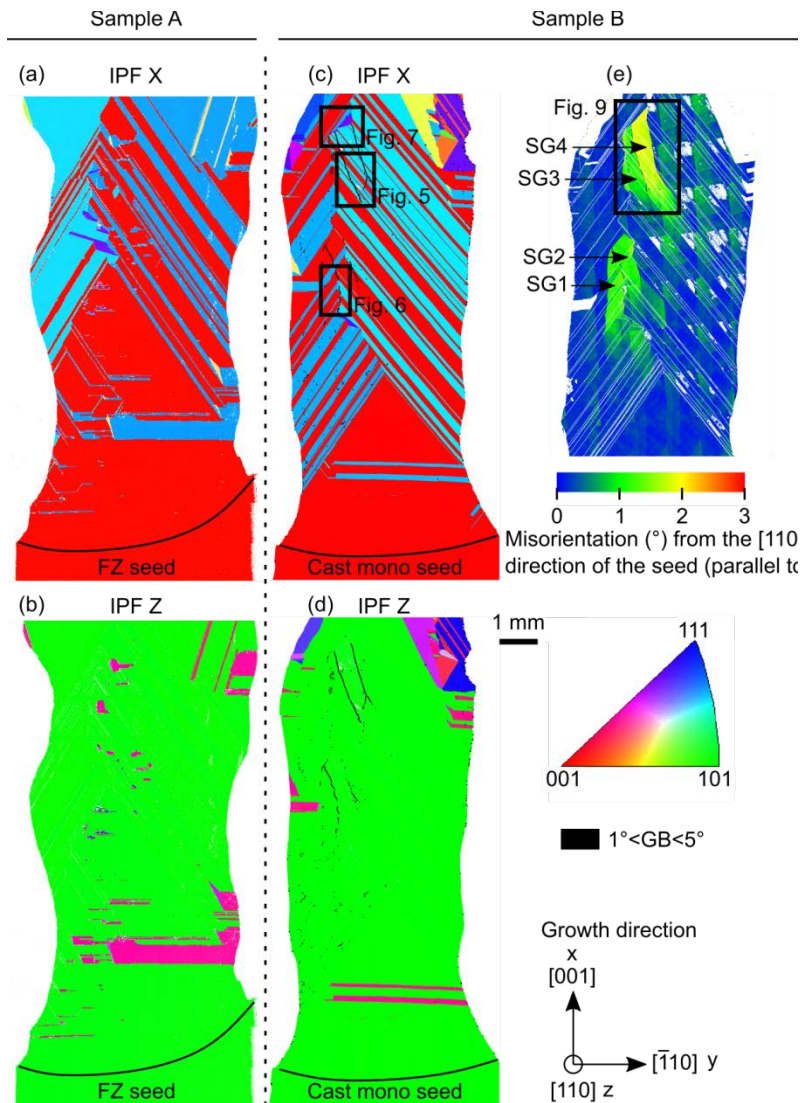 Sample A
Sample B
(a)
IPF X
(c)
IPF X
(e)
Fig. 7
Fig. 5
Fig. 6
Fig. 9
SG4
SG3
SG2
SG1
FZ seed
Cast mono seed
0 1 2 3
Misorientation (°) from the [110
direction of the seed (parallel to
(b)
IPF Z
(d)
IPF Z
1 mm
111
001
101
1°<GB<5°
Growth direction
x
[001]
[1̅10] y
[110] z
FZ seed
Cast mono seed